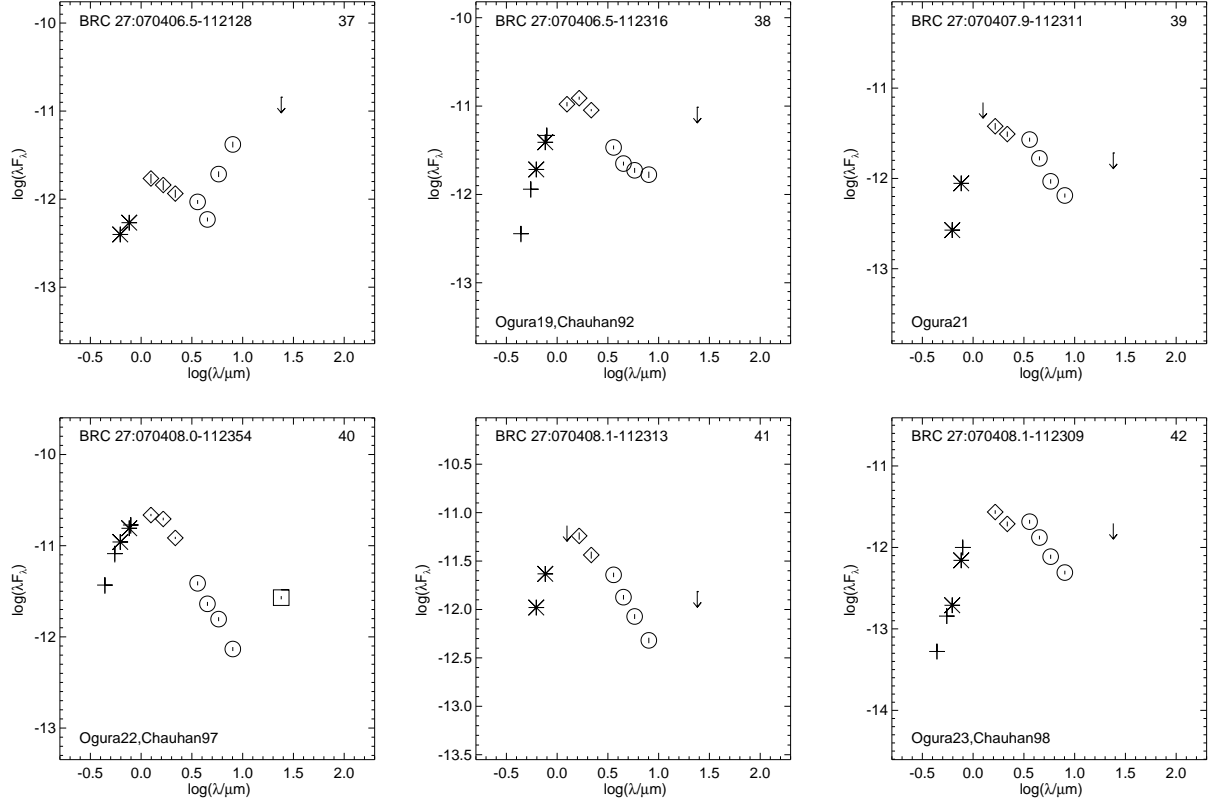 BRC 27:070406.5-112128 37
-10
-11
-12
-13
log(λFλ)
-0.5 0.0 0.5 1.0 1.5 2.0
log(λ/μm)
BRC 27:070406.5-112316 38
-10
-11
-12
-13
log(λFλ)
Ogura19,Chauhan92
-0.5 0.0 0.5 1.0 1.5 2.0
log(λ/μm)
BRC 27:070407.9-112311 39
-11
-12
-13
log(λFλ)
Ogura21
-0.5 0.0 0.5 1.0 1.5 2.0
log(λ/μm)
BRC 27:070408.0-112354 40
-10
-11
-12
-13
log(λFλ)
Ogura22,Chauhan97
-0.5 0.0 0.5 1.0 1.5 2.0
log(λ/μm)
BRC 27:070408.1-112313 41
-10.5
-11.0
-11.5
-12.0
-12.5
-13.0
-13.5
log(λFλ)
-0.5 0.0 0.5 1.0 1.5 2.0
log(λ/μm)
BRC 27:070408.1-112309 42
-11
-12
-13
-14
log(λFλ)
Ogura23,Chauhan98
-0.5 0.0 0.5 1.0 1.5 2.0
log(λ/μm)